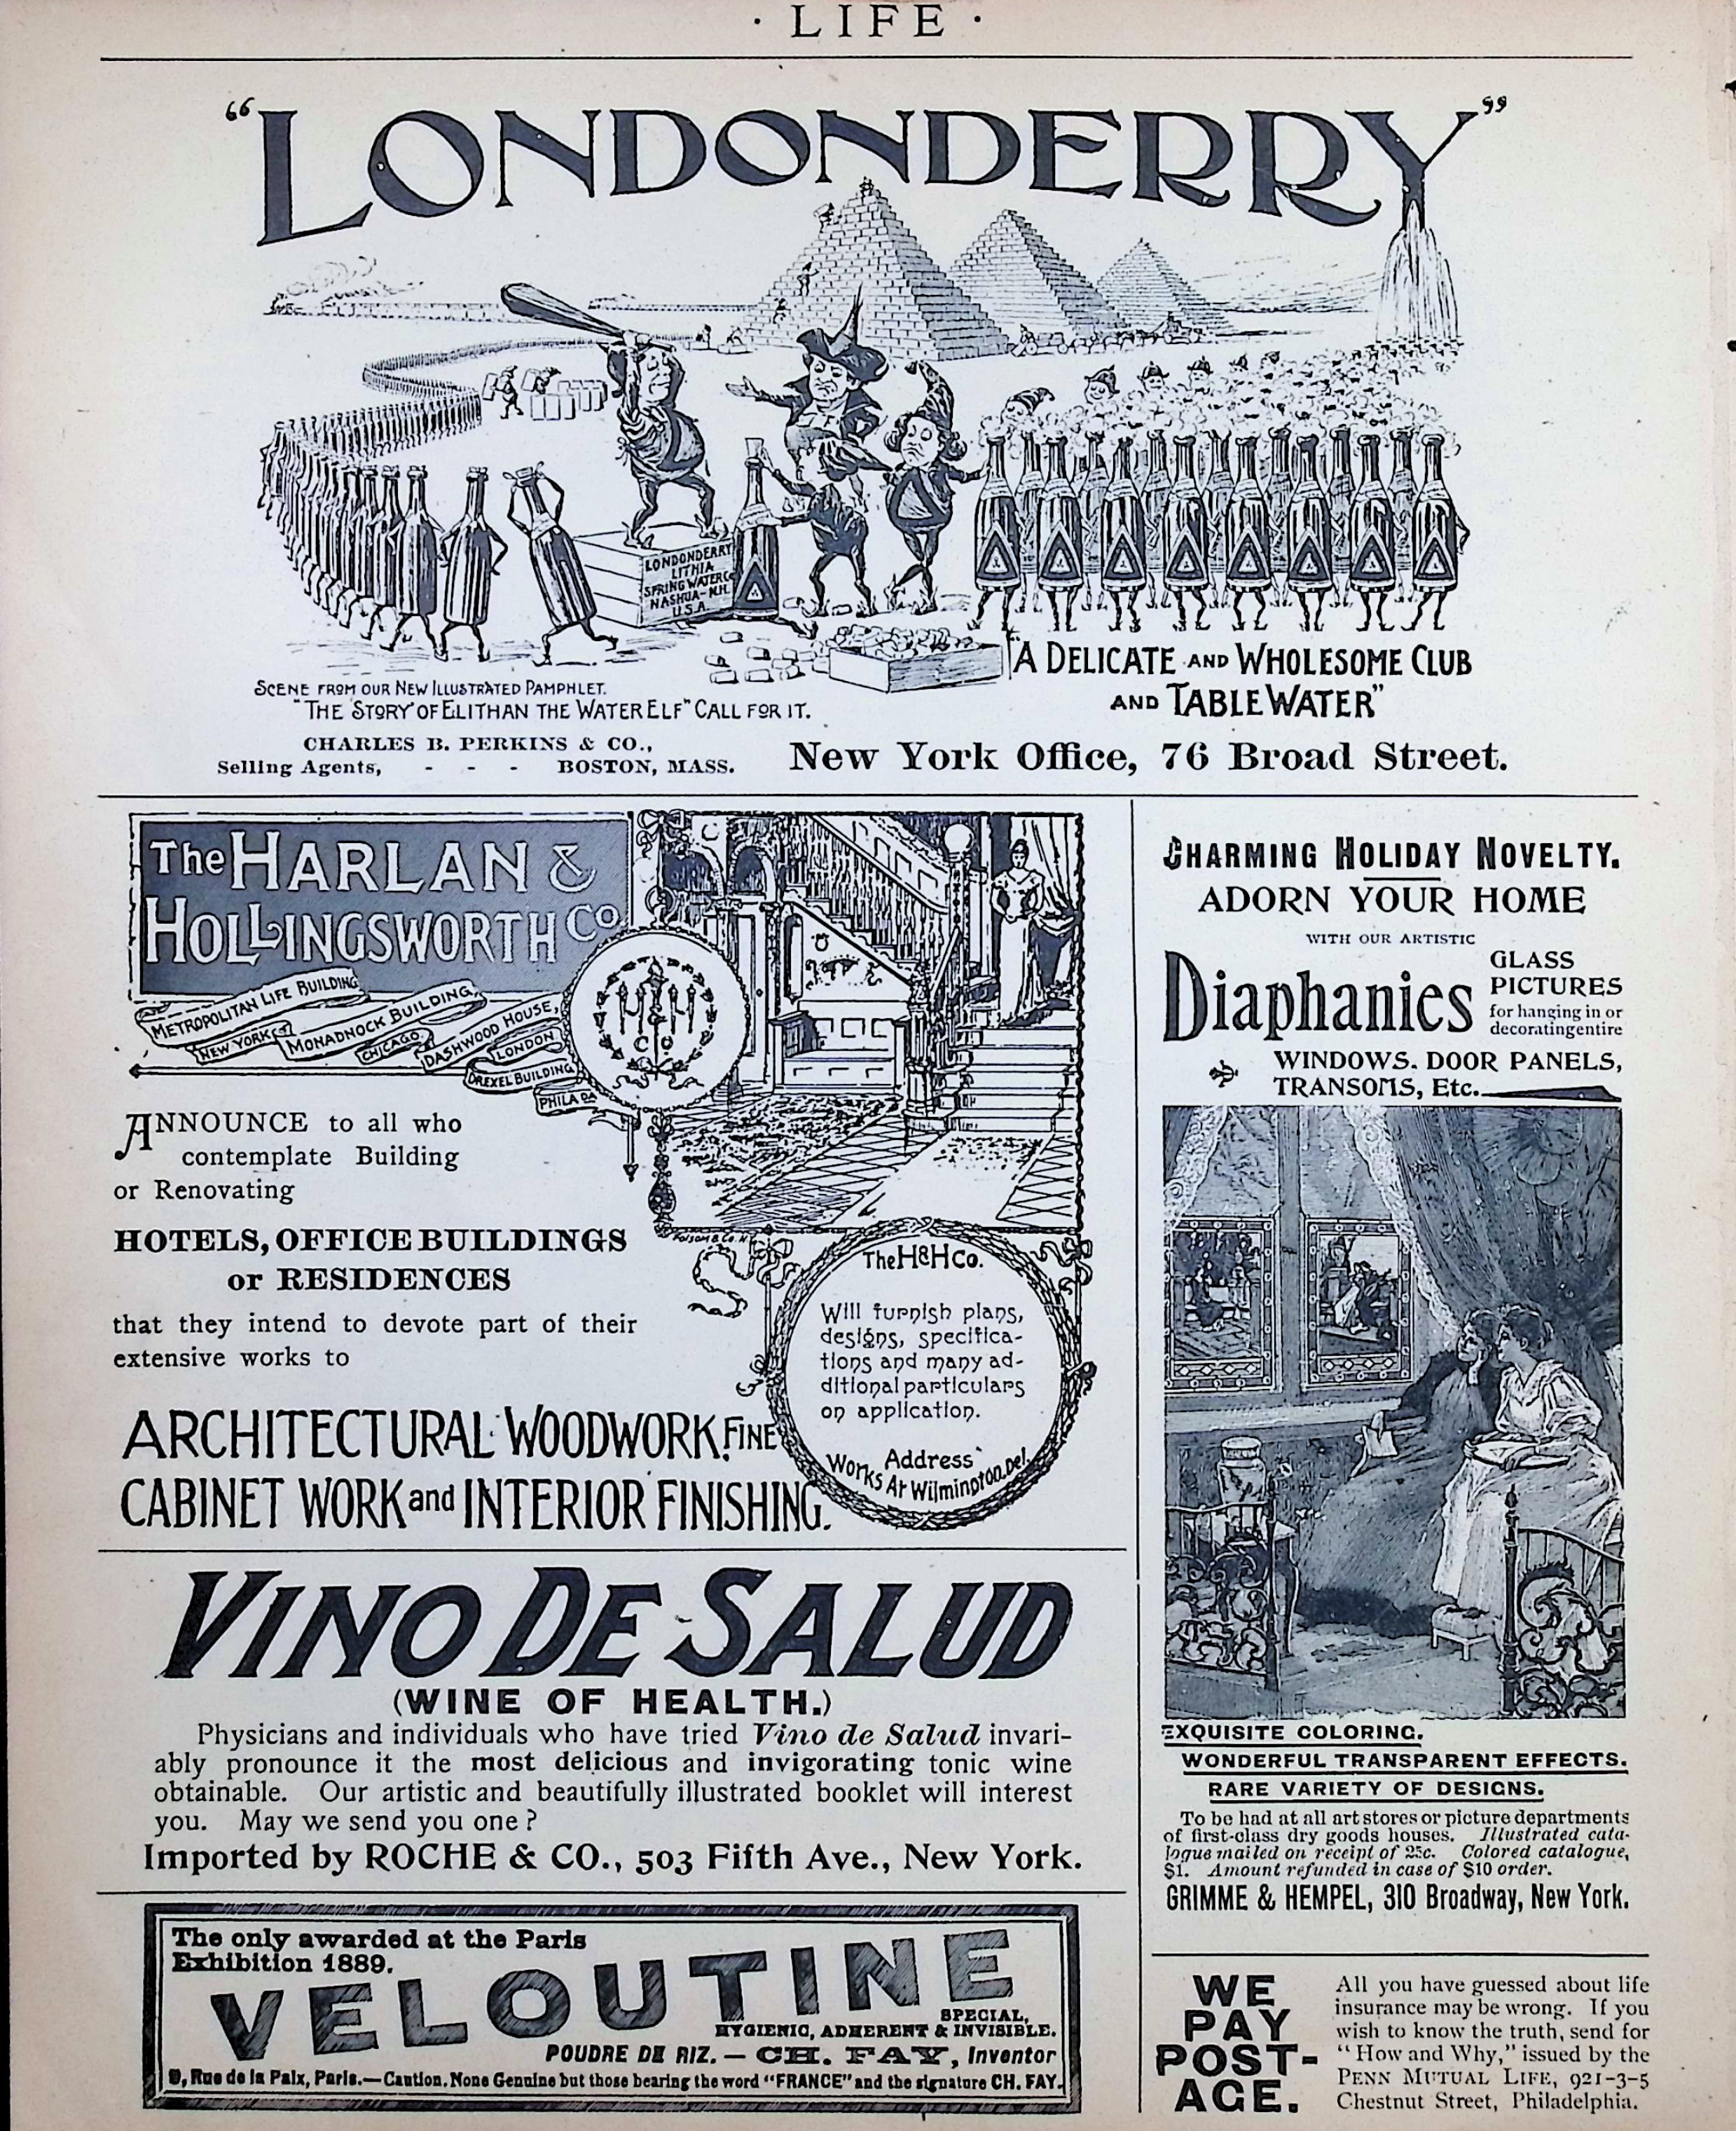 · LIFE ·
"LONDONDERRY"
LONDONDERRY
LITHIA
SPRING WATER CO
NASHUA-N.H.
U.S.A.
"A DELICATE AND WHOLESOME CLUB
AND TABLE WATER"
SCENE FROM OUR NEW ILLUSTRATED PAMPHLET.
"THE 'STORY' OF ELITHAN THE WATER ELF" CALL FOR IT.
CHARLES B. PERKINS & CO.,
Selling Agents, - - - BOSTON, MASS.
New York Office, 76 Broad Street.
The HARLAN &
HOLLINGSWORTH CO.
METROPOLITAN LIFE BUILDING
NEW YORK
MONADNOCK BUILDING,
CHICAGO,
DASHWOOD HOUSE,
LONDON
DREXEL BUILDING
PHILA PA
H & H CO
ANNOUNCE to all who
contemplate Building
or Renovating
HOTELS, OFFICE BUILDINGS
or RESIDENCES
that they intend to devote part of their
extensive works to
ARCHITECTURAL WOODWORK, FINE
CABINET WORK and INTERIOR FINISHING.
FOLSOM & CO. N
The H&H Co.
Will furnish plans,
designs, specifica-
tions and many ad-
ditional particulars
on application.
Address
Works At Wilmington, Del.
VINO DE SALUD
(WINE OF HEALTH.)
Physicians and individuals who have tried Vino de Salud invari-
ably pronounce it the most delicious and invigorating tonic wine
obtainable. Our artistic and beautifully illustrated booklet will interest
you. May we send you one?
Imported by ROCHE & CO., 503 Fifth Ave., New York.
The only awarded at the Paris
Exhibition 1889.
VELOUTINE
SPECIAL,
HYGIENIC, ADHERENT & INVISIBLE.
POUDRE DE RIZ. — CH. FAY, Inventor
9, Rue de la Paix, Paris.—Caution. None Genuine but those bearing the word "FRANCE" and the signature CH. FAY.
CHARMING HOLIDAY NOVELTY.
ADORN YOUR HOME
WITH OUR ARTISTIC
Diaphanies
GLASS
PICTURES
for hanging in or
decorating entire
WINDOWS. DOOR PANELS,
TRANSOMS, Etc.
EXQUISITE COLORING.
WONDERFUL TRANSPARENT EFFECTS.
RARE VARIETY OF DESIGNS.
To be had at all art stores or picture departments
of first-class dry goods houses. Illustrated cata-
logue mailed on receipt of 25c. Colored catalogue,
$1. Amount refunded in case of $10 order.
GRIMME & HEMPEL, 310 Broadway, New York.
WE
PAY
POST-
AGE.
All you have guessed about life
insurance may be wrong. If you
wish to know the truth, send for
"How and Why," issued by the
PENN MUTUAL LIFE, 921-3-5
Chestnut Street, Philadelphia.